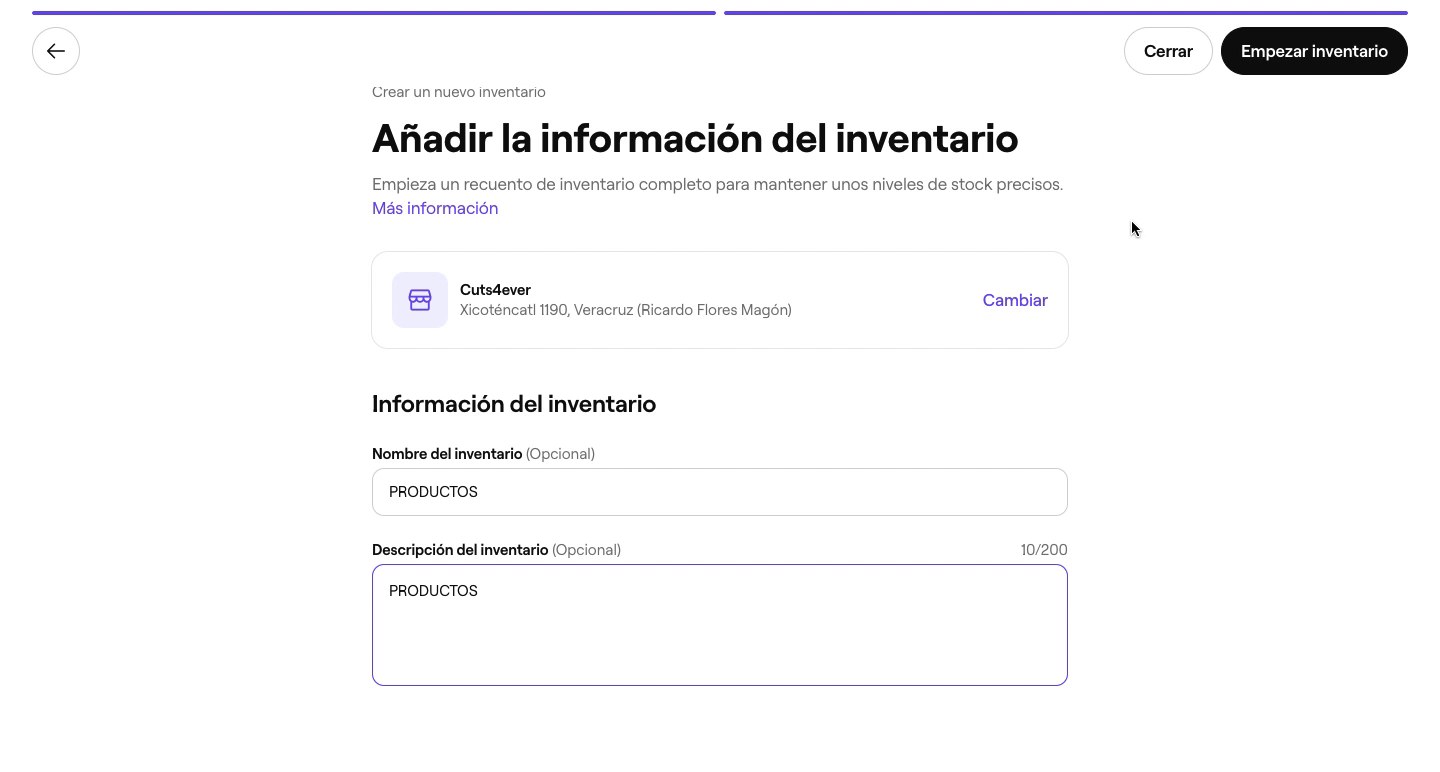 Cerrar
Empezar inventario
Crear un nuevo inventario
Añadir la información del inventario
Empieza un recuento de inventario completo para mantener unos niveles de stock precisos.
Más información
Cuts4ever
Xicoténcatl 1190, Veracruz (Ricardo Flores Magón)
Cambiar
Información del inventario
Nombre del inventario (Opcional)
PRODUCTOS
Descripción del inventario (Opcional)
10/200
PRODUCTOS